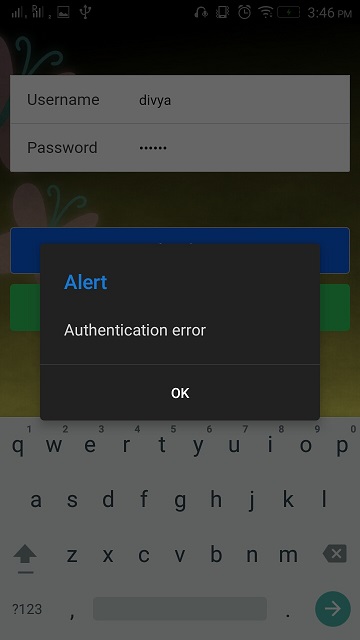 3:46 PM
Username divya
Password ••••••
Alert
Authentication error
OK
1 2 3 4 5 6 7 8 9 0
q w e r t y u i o p
a s d f g h j k l
z x c v b n m
?123 , .